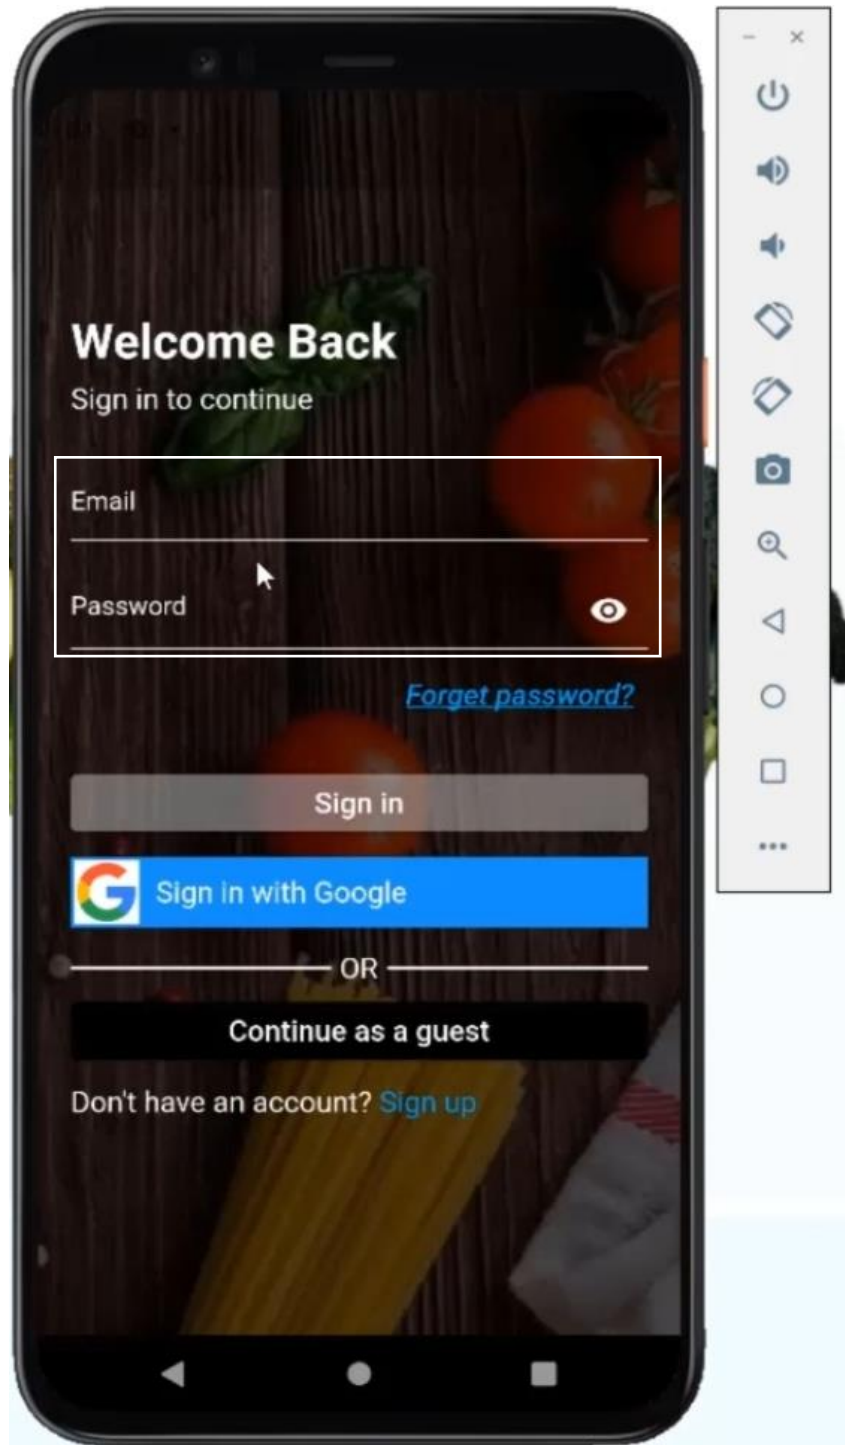 Welcome Back
Sign in to continue
Email
Password
Forget password?
Sign in
Sign in with Google
OR
Continue as a guest
Don't have an account? Sign up